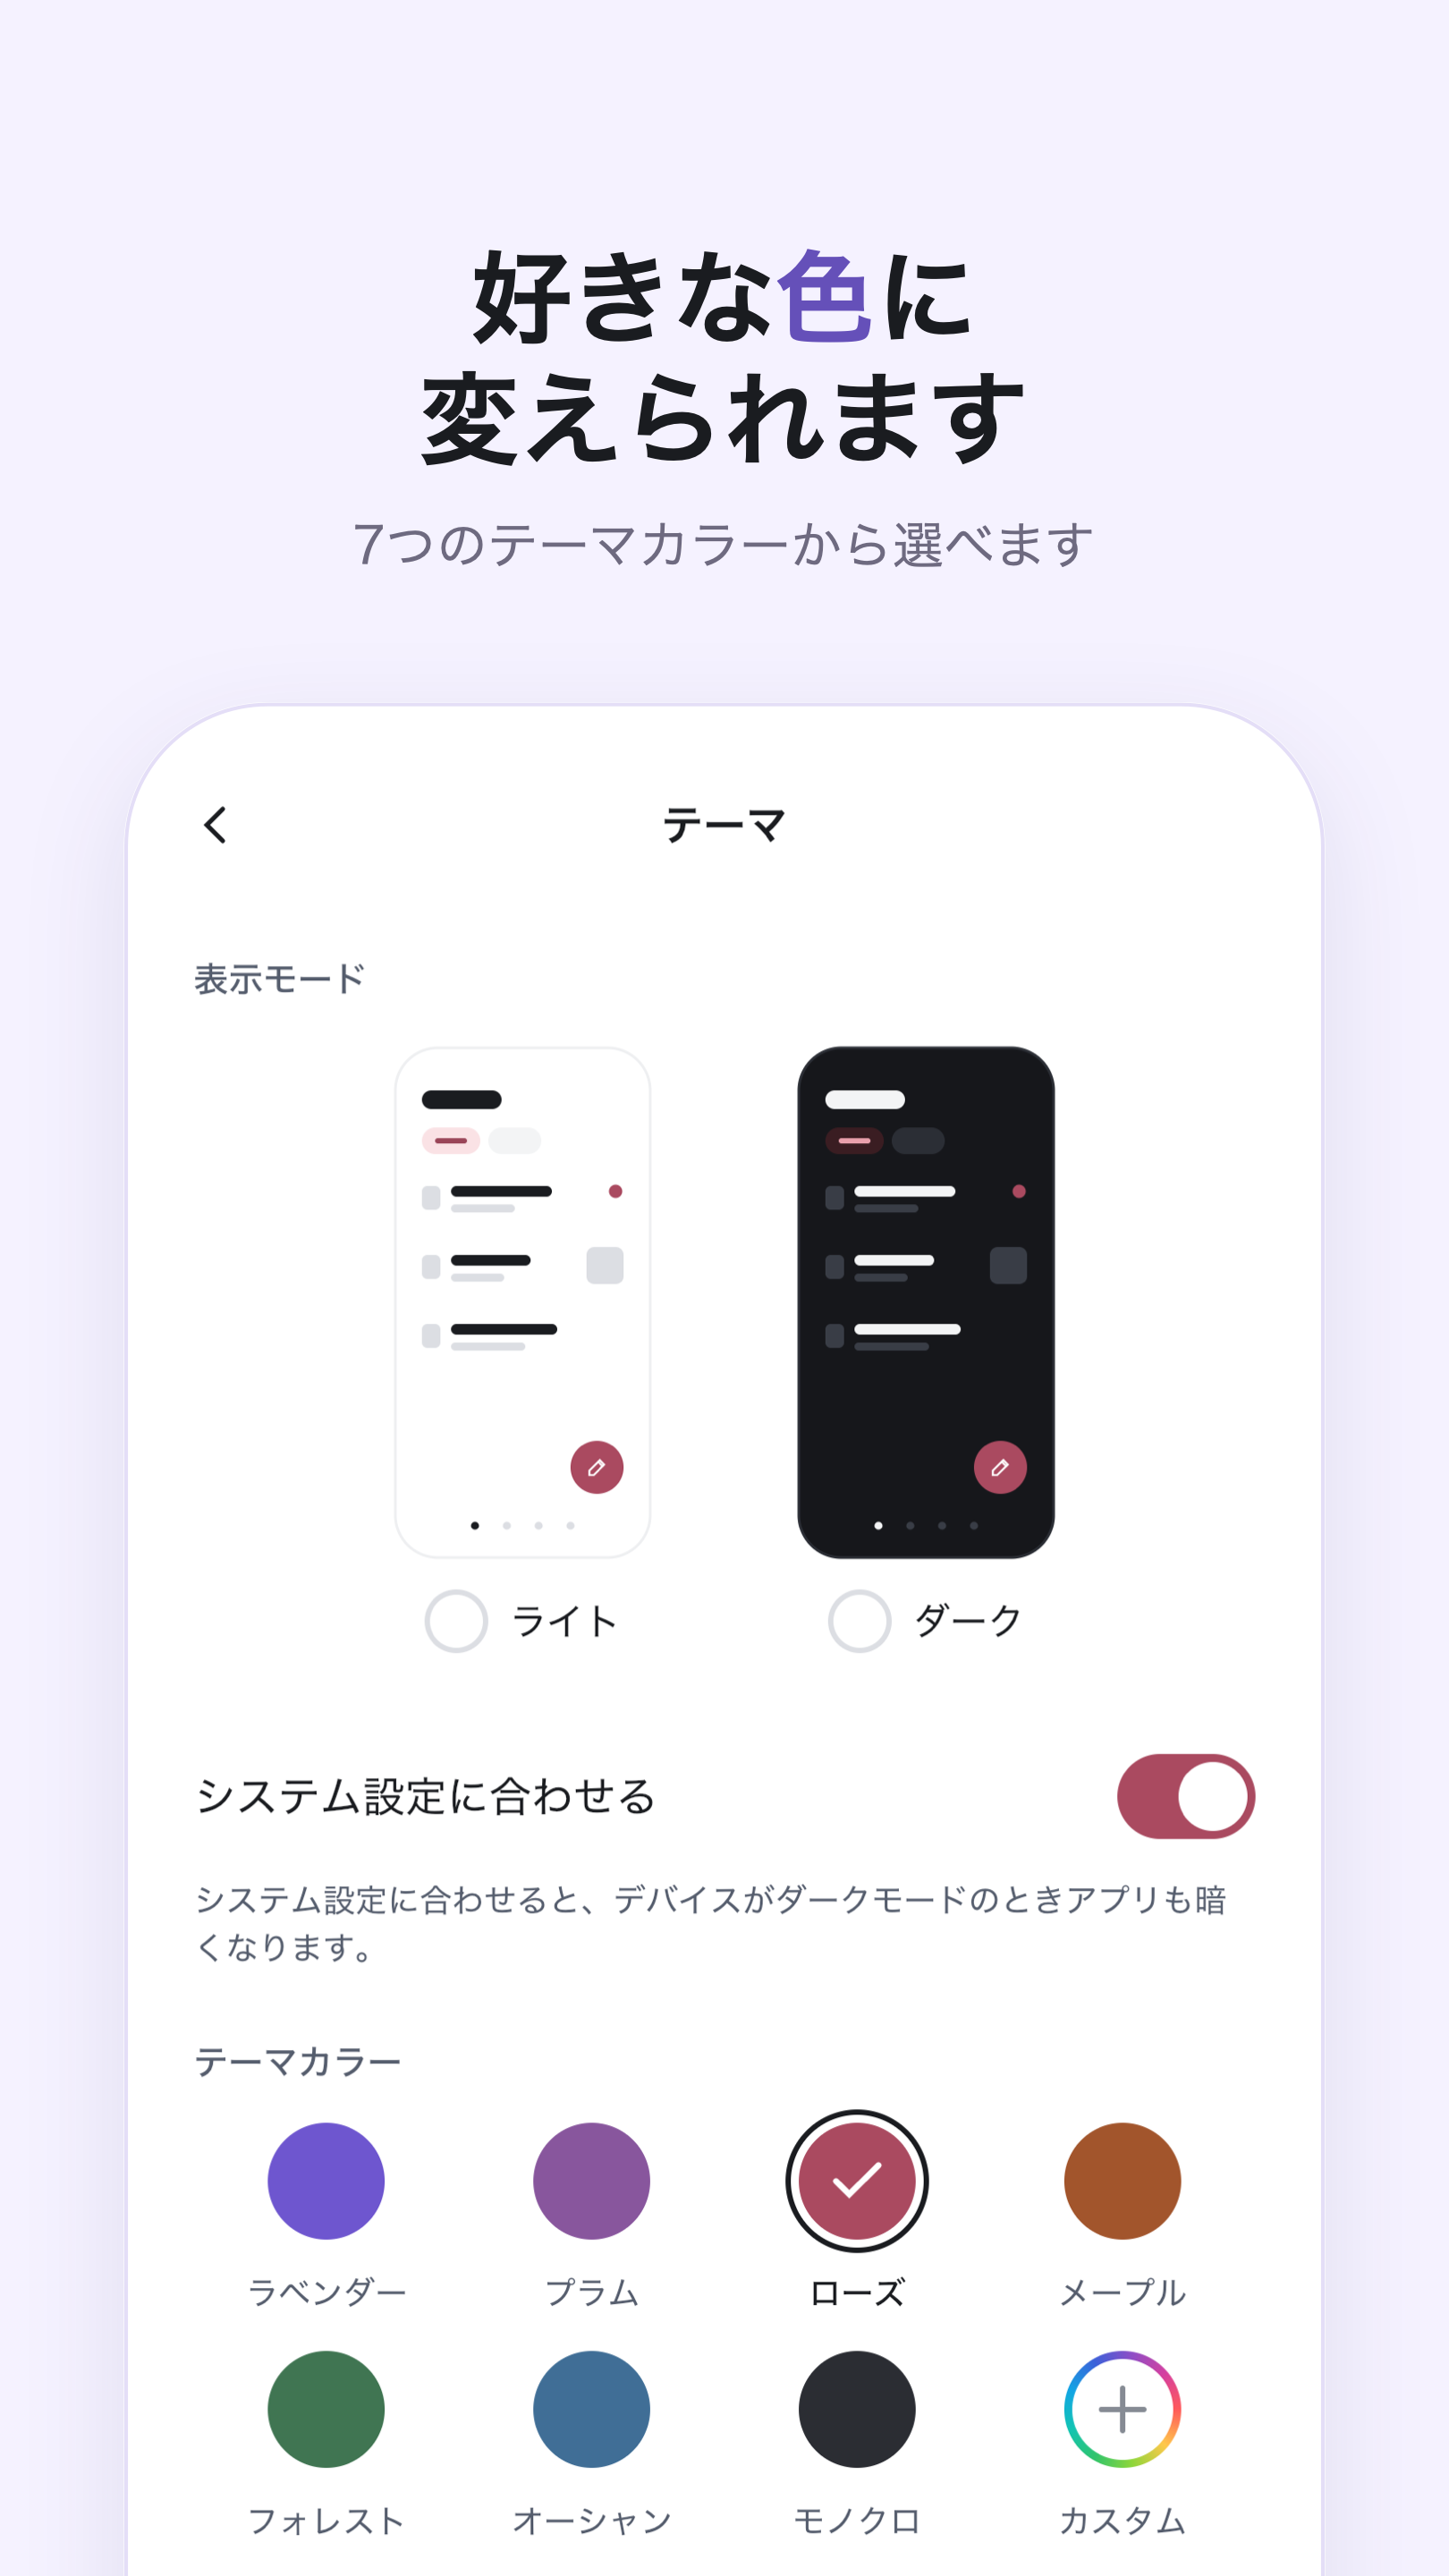 好きな色に
変えられます
7つのテーマカラーから選べます
テーマ
表示モード
ライト
ダーク
システム設定に合わせる
システム設定に合わせると、デバイスがダークモードのときアプリも暗
くなります。
テーマカラー
ラベンダー
プラム
ローズ
メープル
フォレスト
オーシャン
モノクロ
カスタム